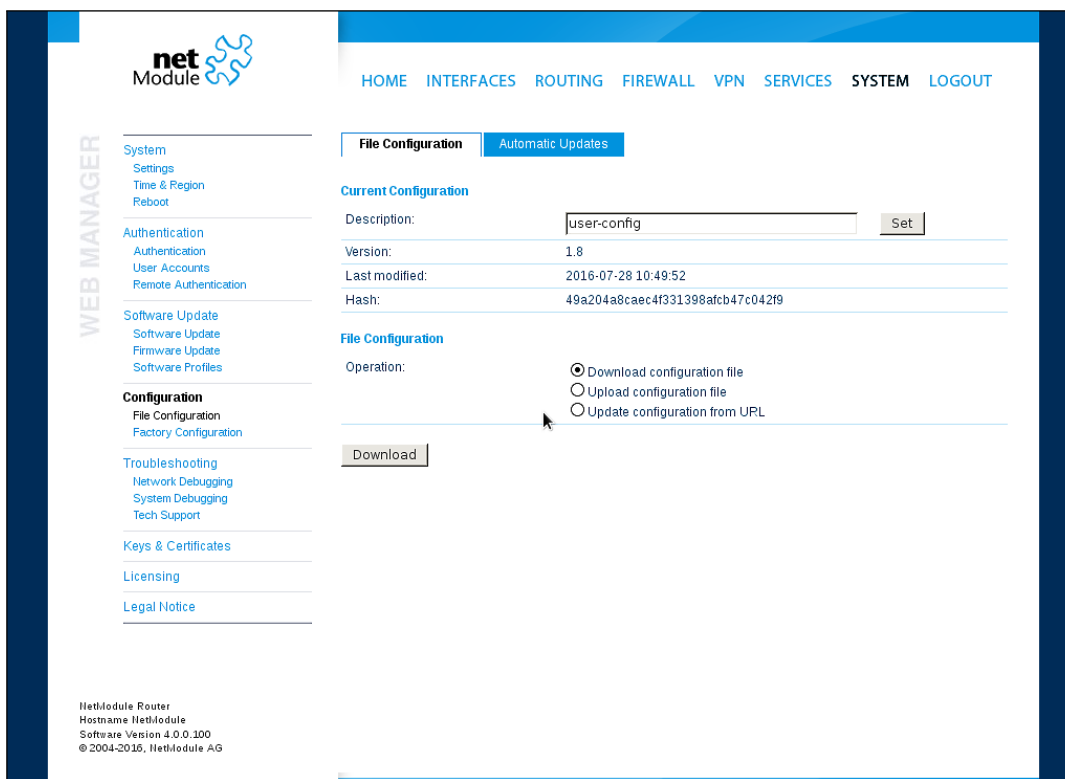 net
Module
HOME INTERFACES ROUTING FIREWALL VPN SERVICES SYSTEM LOGOUT
WEB MANAGER
System
Settings
Time & Region
Reboot
Authentication
Authentication
User Accounts
Remote Authentication
Software Update
Software Update
Firmware Update
Software Profiles
Configuration
File Configuration
Factory Configuration
Troubleshooting
Network Debugging
System Debugging
Tech Support
Keys & Certificates
Licensing
Legal Notice
File Configuration Automatic Updates
Current Configuration
Description: user-config Set
Version: 1.8
Last modified: 2016-07-28 10:49:52
Hash: 49a204a8caec4f331398afcb47c042f9
File Configuration
Operation: Download configuration file
Upload configuration file
Update configuration from URL
Download
NetModule Router
Hostname NetModule
Software Version 4.0.0.100
© 2004-2016, NetModule AG